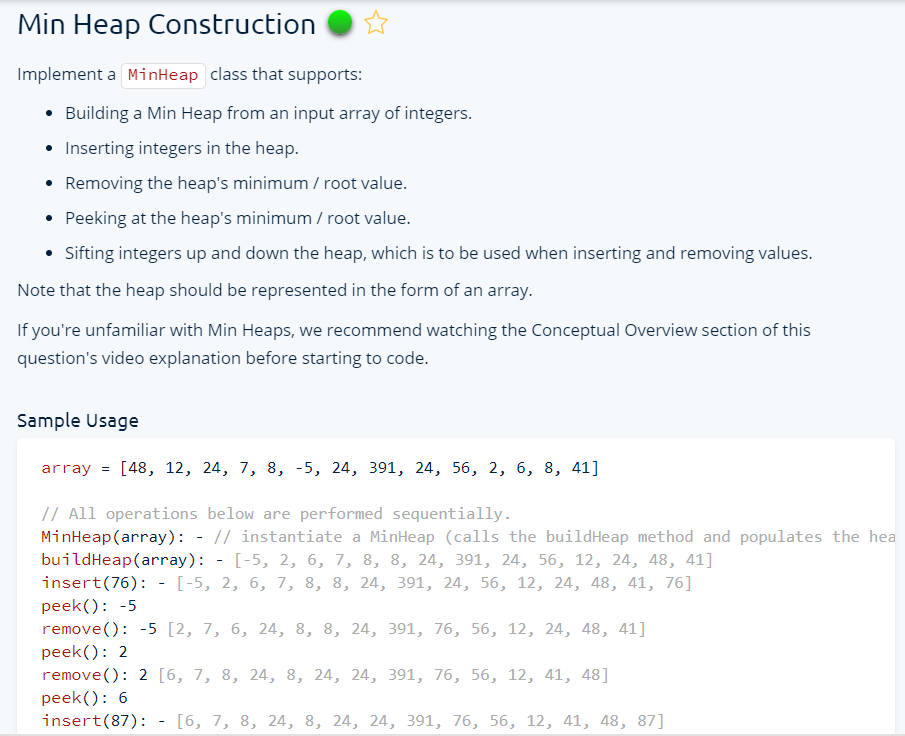 Min Heap Construction
Implement a MinHeap class that supports:
• Building a Min Heap from an input array of integers.
• Inserting integers in the heap.
• Removing the heap's minimum / root value.
• Peeking at the heap's minimum / root value.
• Sifting integers up and down the heap, which is to be used when inserting and removing values.
Note that the heap should be represented in the form of an array.
If you're unfamiliar with Min Heaps, we recommend watching the Conceptual Overview section of this
question's video explanation before starting to code.
Sample Usage
array = [48, 12, 24, 7, 8, -5, 24, 391, 24, 56, 2, 6, 8, 41]
// All operations below are performed sequentially.
MinHeap(array): - // instantiate a MinHeap (calls the buildHeap method and populates the hea
buildHeap(array): - [-5, 2, 6, 7, 8, 8, 24, 391, 24, 56, 12, 24, 48, 41]
insert(76): - [-5, 2, 6, 7, 8, 8, 24, 391, 24, 56, 12, 24, 48, 41, 76]
peek(): -5
remove(): -5 [2, 7, 6, 24, 8, 8, 24, 391, 76, 56, 12, 24, 48, 41]
peek(): 2
remove(): 2 [6, 7, 8, 24, 8, 24, 24, 391, 76, 56, 12, 41, 48]
peek(): 6
insert(87): - [6, 7, 8, 24, 8, 24, 24, 391, 76, 56, 12, 41, 48, 87]